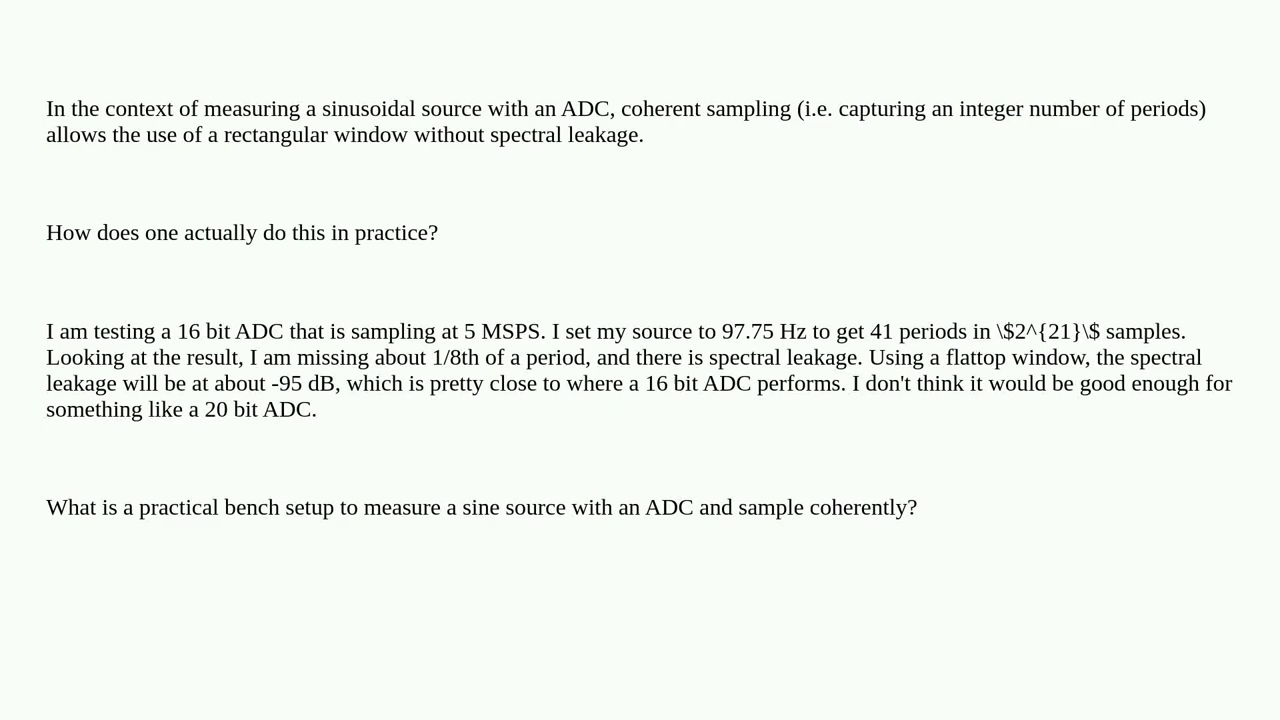 In the context of measuring a sinusoidal source with an ADC, coherent sampling (i.e. capturing an integer number of periods)
allows the use of a rectangular window without spectral leakage.
How does one actually do this in practice?
I am testing a 16 bit ADC that is sampling at 5 MSPS. I set my source to 97.75 Hz to get 41 periods in \$2^{21}\$ samples.
Looking at the result, I am missing about 1/8th of a period, and there is spectral leakage. Using a flattop window, the spectral
leakage will be at about -95 dB, which is pretty close to where a 16 bit ADC performs. I don't think it would be good enough for
something like a 20 bit ADC.
What is a practical bench setup to measure a sine source with an ADC and sample coherently?